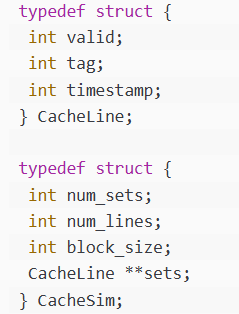 typedef struct {
 int valid;
 int tag;
 int timestamp;
} CacheLine;

typedef struct {
 int num_sets;
 int num_lines;
 int block_size;
 CacheLine **sets;
} CacheSim;